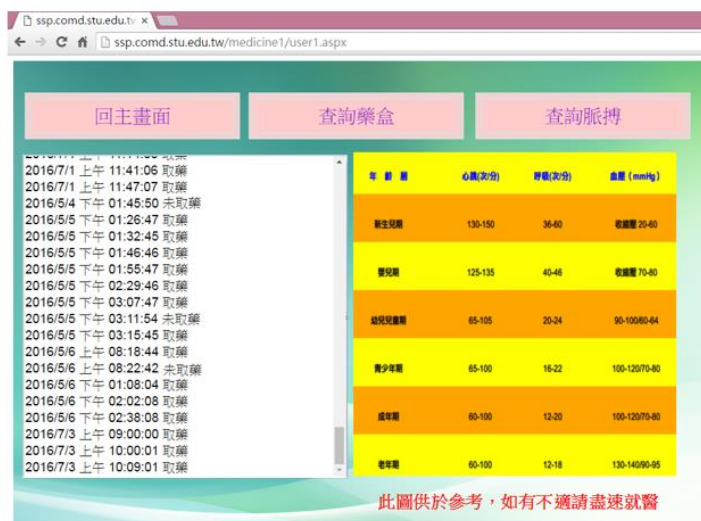 ssp.comd.stu.edu.tv
ssp.comd.stu.edu.tw/medicine1/user1.aspx
回主畫面 查詢藥盒 查詢脈搏
2016/7/1 上午 11:41:06 取藥
2016/7/1 上午 11:47:07 取藥
2016/5/4 下午 01:45:50 未取藥
2016/5/5 下午 01:26:47 取藥
2016/5/5 下午 01:32:45 取藥
2016/5/5 下午 01:46:46 取藥
2016/5/5 下午 01:55:47 取藥
2016/5/5 下午 02:29:46 取藥
2016/5/5 下午 03:07:47 取藥
2016/5/5 下午 03:11:54 未取藥
2016/5/5 下午 03:15:45 取藥
2016/5/6 上午 08:18:44 取藥
2016/5/6 上午 08:22:42 未取藥
2016/5/6 下午 01:08:04 取藥
2016/5/6 下午 02:02:08 取藥
2016/5/6 下午 02:38:08 取藥
2016/7/3 上午 09:00:00 取藥
2016/7/3 上午 10:00:01 取藥
2016/7/3 上午 10:09:01 取藥
年 齡 層 心跳(次/分) 呼吸(次/分) 血壓 (mmHg)
新生兒期 130-150 36-60 收縮壓 20-60
嬰兒期 125-135 40-46 收縮壓 70-80
幼兒兒童期 65-105 20-24 90-100/60-64
青少年期 65-100 16-22 100-120/70-80
成年期 60-100 12-20 100-120/70-80
老年期 60-100 12-18 130-140/90-95
此圖供於參考，如有不適請盡速就醫